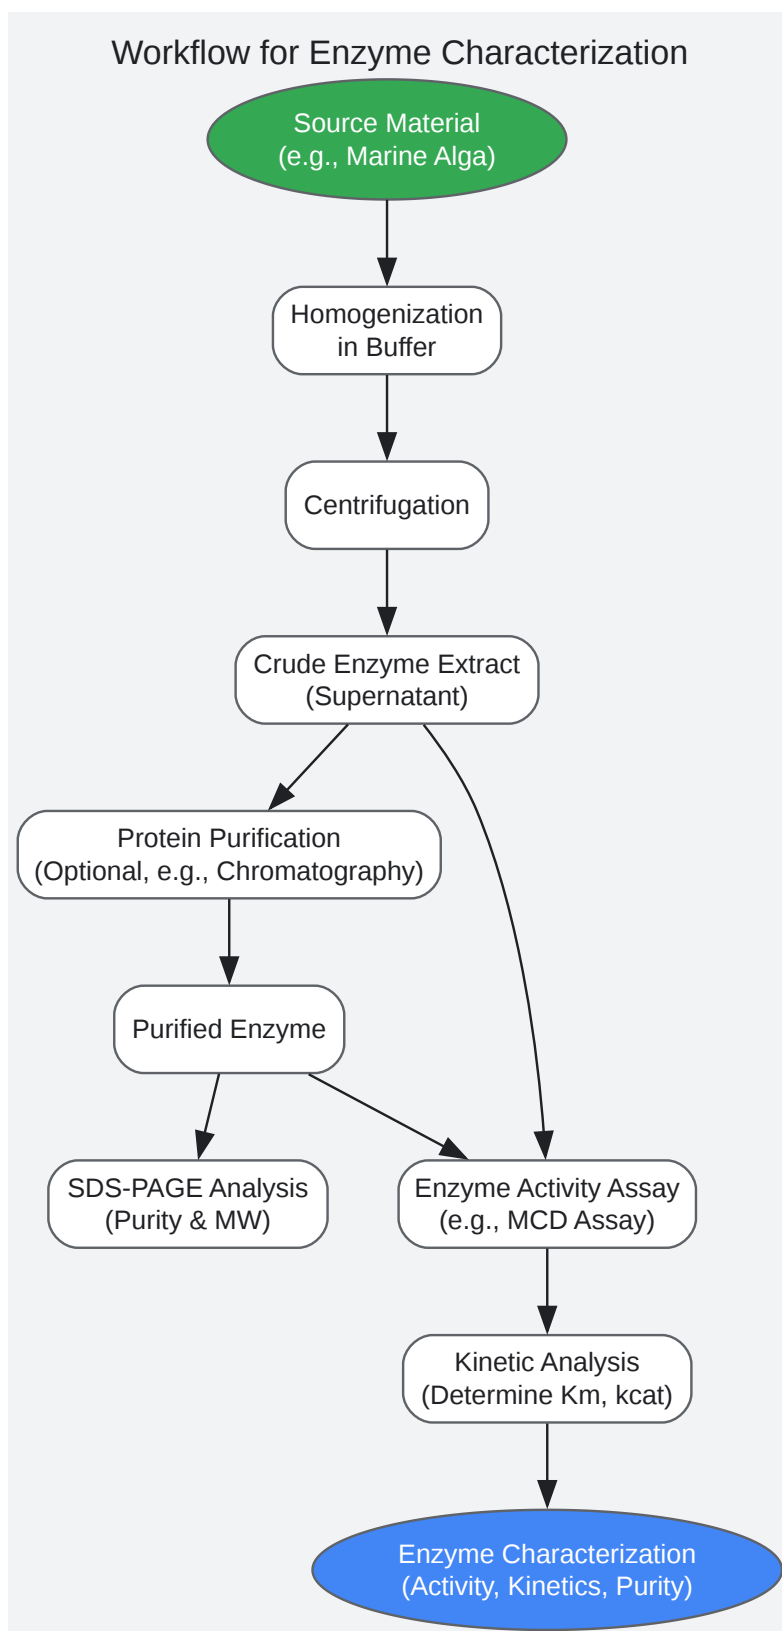 Workflow for Enzyme Characterization
Source Material
(e.g., Marine Alga)
Homogenization
in Buffer
Centrifugation
Crude Enzyme Extract
(Supernatant)
Protein Purification
(Optional, e.g., Chromatography)
Purified Enzyme
SDS-PAGE Analysis
(Purity & MW)
Enzyme Activity Assay
(e.g., MCD Assay)
Kinetic Analysis
(Determine Km, kcat)
Enzyme Characterization
(Activity, Kinetics, Purity)